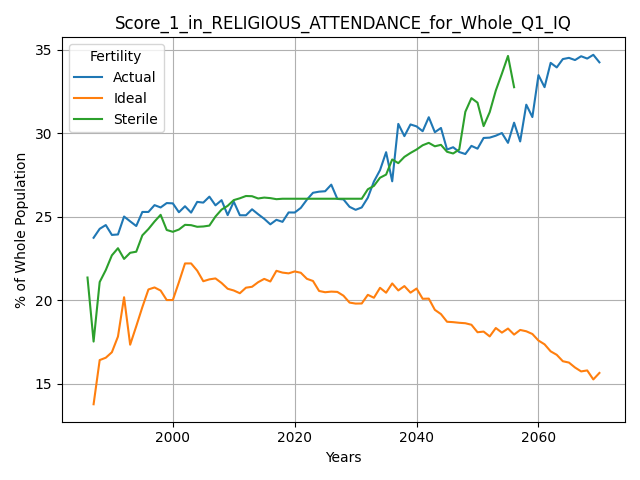 Score_1_in_RELIGIOUS_ATTENDANCE_for_Whole_Q1_IQ
Fertility
Actual
Ideal
Sterile
% of Whole Population
35
30
25
20
15
2000 2020 2040 2060
Years